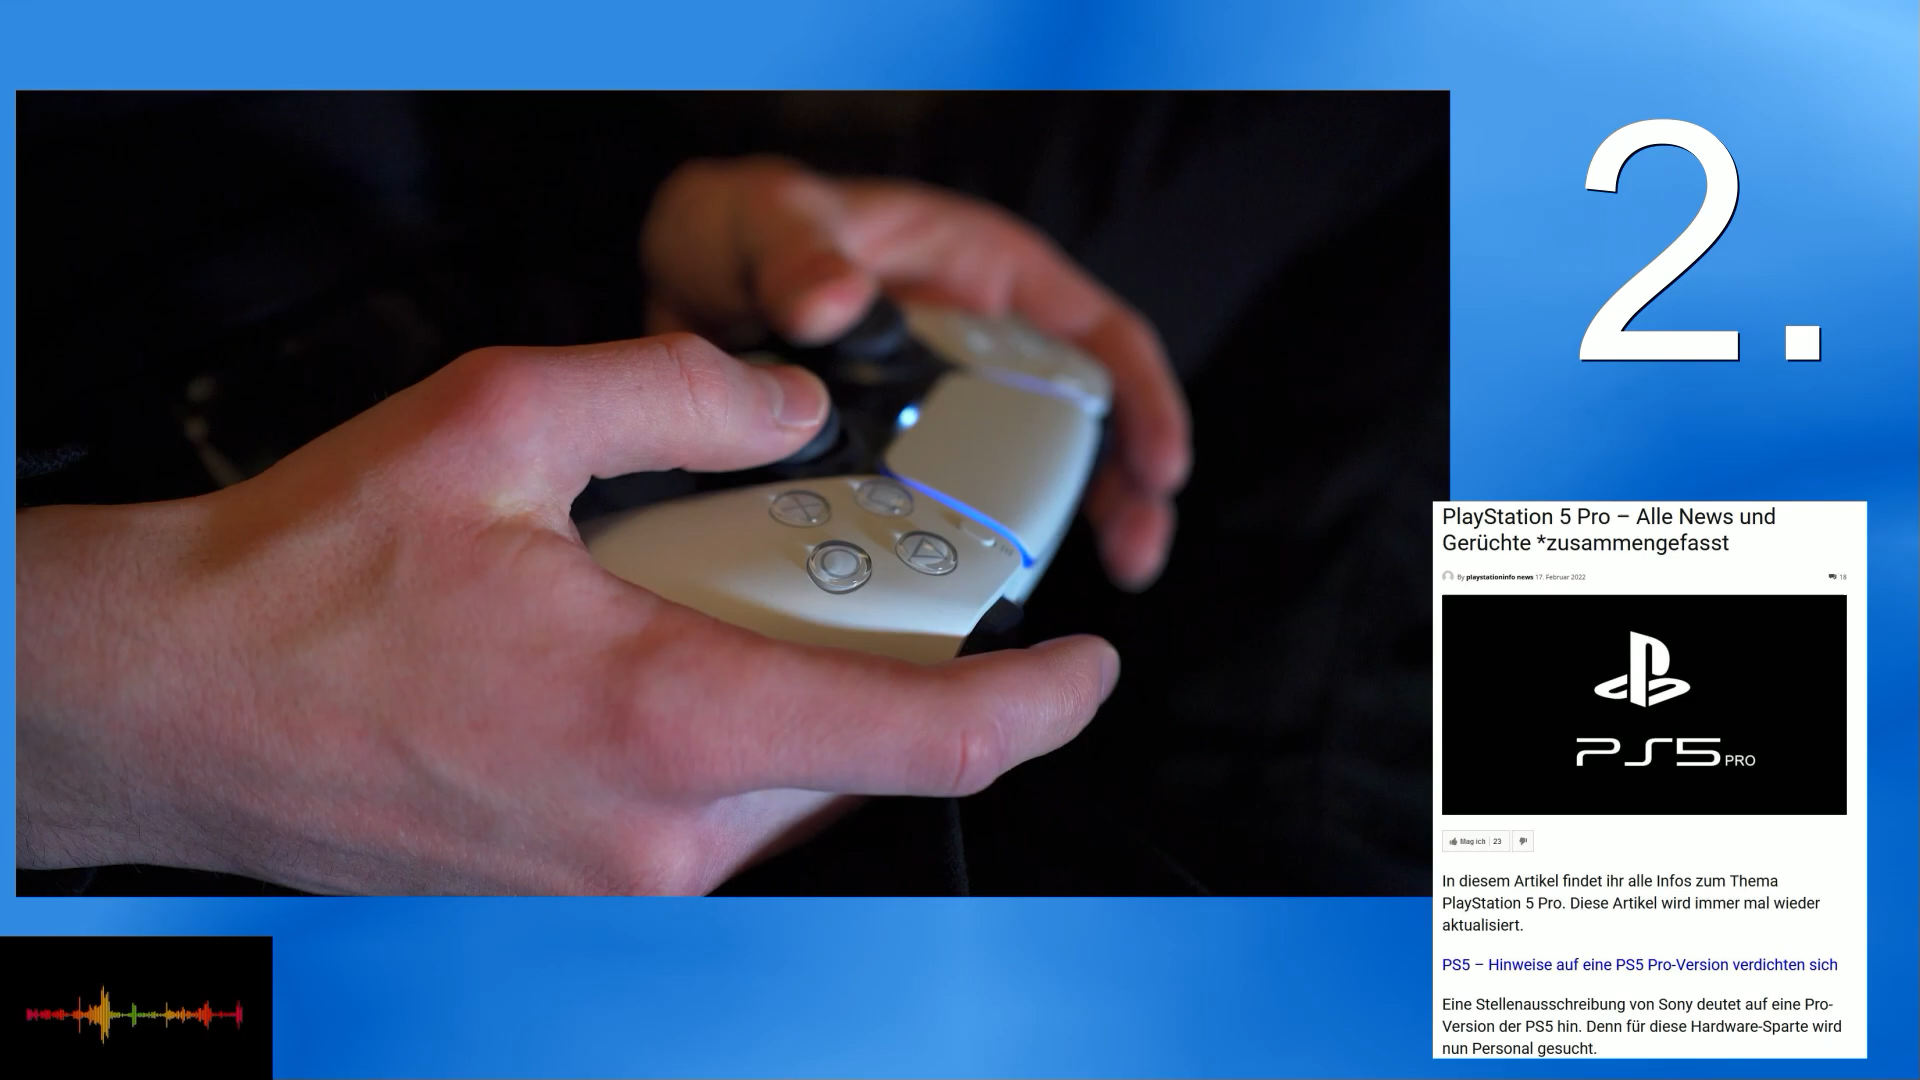 2.
PlayStation 5 Pro – Alle News und
Gerüchte *zusammengefasst
By playstationinfo news 17. Februar 2022
18
PS5 PRO
Mag ich 23
In diesem Artikel findet ihr alle Infos zum Thema
PlayStation 5 Pro. Diese Artikel wird immer mal wieder
aktualisiert.
PS5 – Hinweise auf eine PS5 Pro-Version verdichten sich
Eine Stellenausschreibung von Sony deutet auf eine Pro-
Version der PS5 hin. Denn für diese Hardware-Sparte wird
nun Personal gesucht.